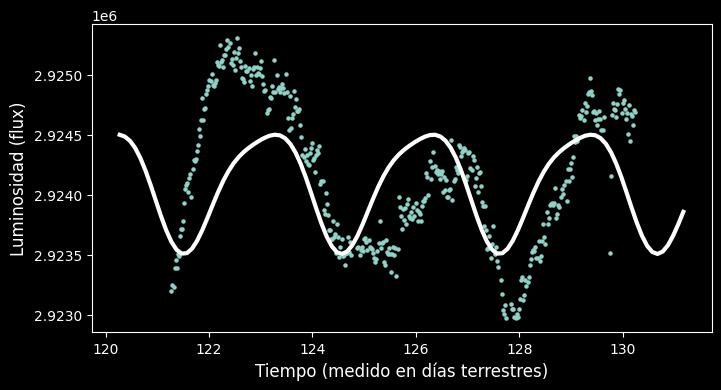 1e6
2.9250
2.9245
2.9240
2.9235
2.9230
Luminosidad (flux)
120 122 124 126 128 130
Tiempo (medido en días terrestres)